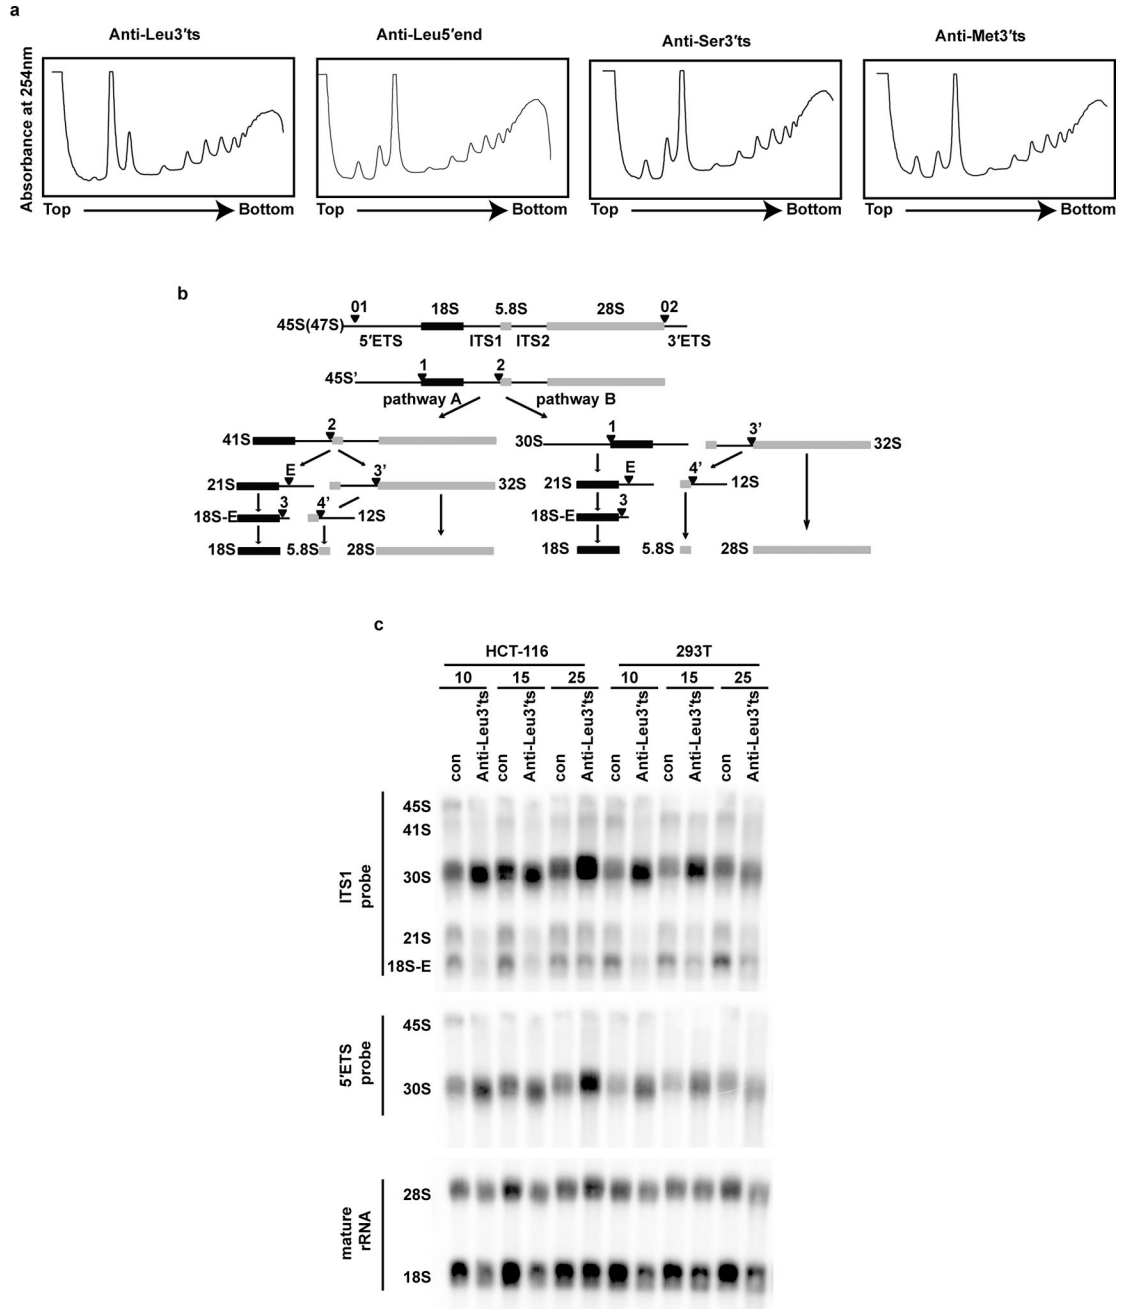 a
Anti-Leu3'ts
Anti-Leu5'end
Anti-Ser3'ts
Anti-Met3'ts
Absorbance at 254nm
Top
Bottom
Top
Bottom
Top
Bottom
Top
Bottom
b
01
18S
5.8S
28S
02
45S(47S)
5'ETS
ITS1
ITS2
3'ETS
45S'
1
2
pathway A
pathway B
41S
2
30S
1
3'
32S
21S
E
3'
32S
21S
E
4'
12S
18S-E
3
4'
12S
18S-E
3
18S
5.8S
28S
18S
5.8S
28S
c
HCT-116
293T
10
15
25
10
15
25
con
Anti-Leu3'ts
con
Anti-Leu3'ts
con
Anti-Leu3'ts
con
Anti-Leu3'ts
con
Anti-Leu3'ts
con
Anti-Leu3'ts
ITS1
probe
45S
41S
30S
21S
18S-E
5'ETS
probe
45S
30S
mature
rRNA
28S
18S